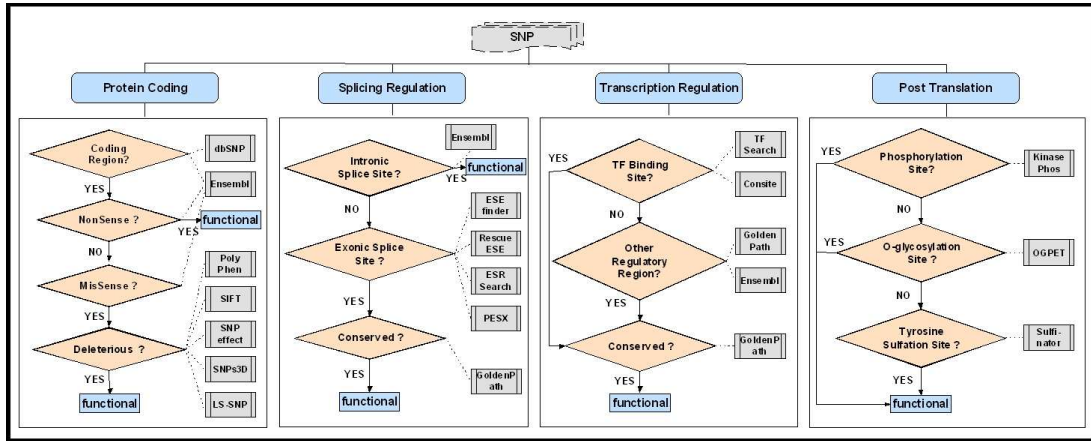 SNP
Protein Coding
Splicing Regulation
Transcription Regulation
Post Translation
Coding
Region?
dbSNP
YES
Ensembl
NonSense ?
YES
functional
NO
MisSense ?
YES
Poly
Phen
SIFT
SNP
effect
SNPs3D
LS-SNP
Deleterious ?
YES
functional
Ensembl
Intronic
Splice Site ?
YES
functional
NO
ESE
finder
Rescue
ESE
ESR
Search
PESX
Exonic Splice
Site ?
YES
Conserved ?
GoldenP
ath
YES
functional
YES
TF Binding
Site?
TF
Search
Consite
NO
Other
Regulatory
Region?
Golden
Path
Ensembl
YES
Conserved ?
GoldenP
ath
YES
functional
YES
Phosphorylation
Site?
Kinase
Phos
NO
YES
O-glycosylation
Site ?
OGPET
NO
Tyrosine
Sulfation Site ?
Sulfi-
nator
YES
functional